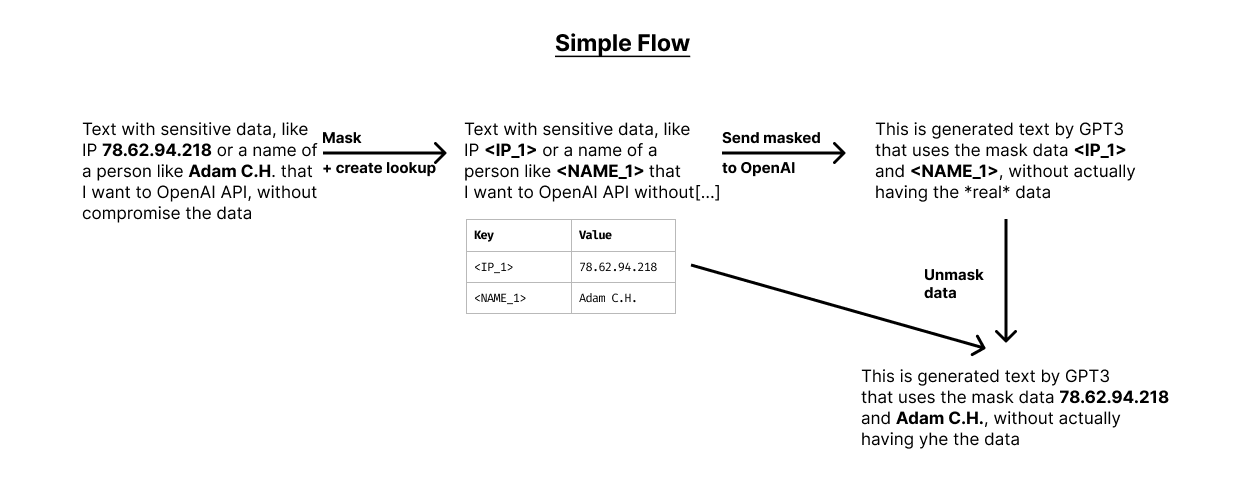 Simple Flow
Text with sensitive data, like
IP 78.62.94.218 or a name of
a person like Adam C.H. that
I want to OpenAI API, without
compromise the data
Mask
+ create lookup
Text with sensitive data, like
IP <IP_1> or a name of a
person like <NAME_1> that
I want to OpenAI API without[...]
Key Value
<IP_1> 78.62.94.218
<NAME_1> Adam C.H.
Send masked
to OpenAI
This is generated text by GPT3
that uses the mask data <IP_1>
and <NAME_1>, without actually
having the *real* data
Unmask
data
This is generated text by GPT3
that uses the mask data 78.62.94.218
and Adam C.H., without actually
having yhe the data